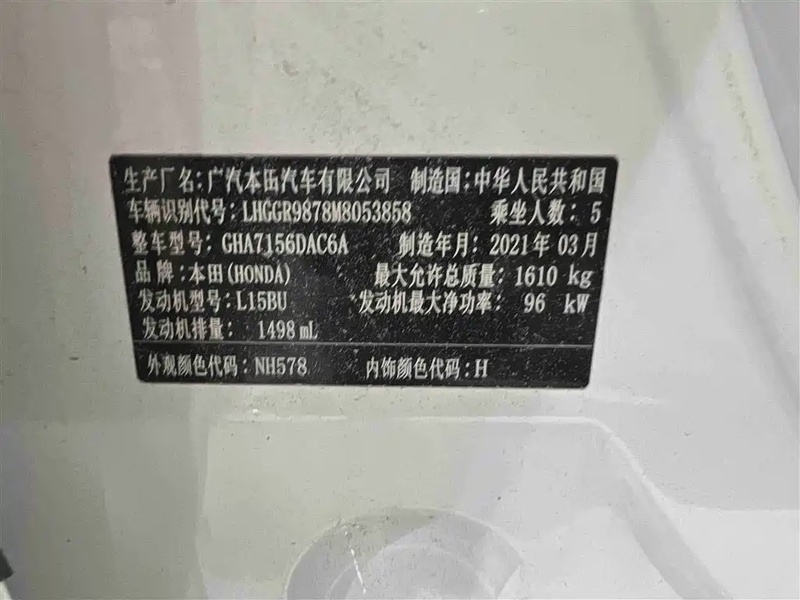 生产厂名:广汽本田汽车有限公司 制造国:中华人民共和国
车辆识别代号:LHGGR9878M8053858 乘坐人数:5
整车型号:GHA7156DAC6A 制造年月:2021年03月
品牌:本田(HONDA) 最大允许总质量:1610 kg
发动机型号:L15BU 发动机最大净功率: 96 kW
发动机排量: 1498 mL
外观颜色代码:NH578 内饰颜色代码:H